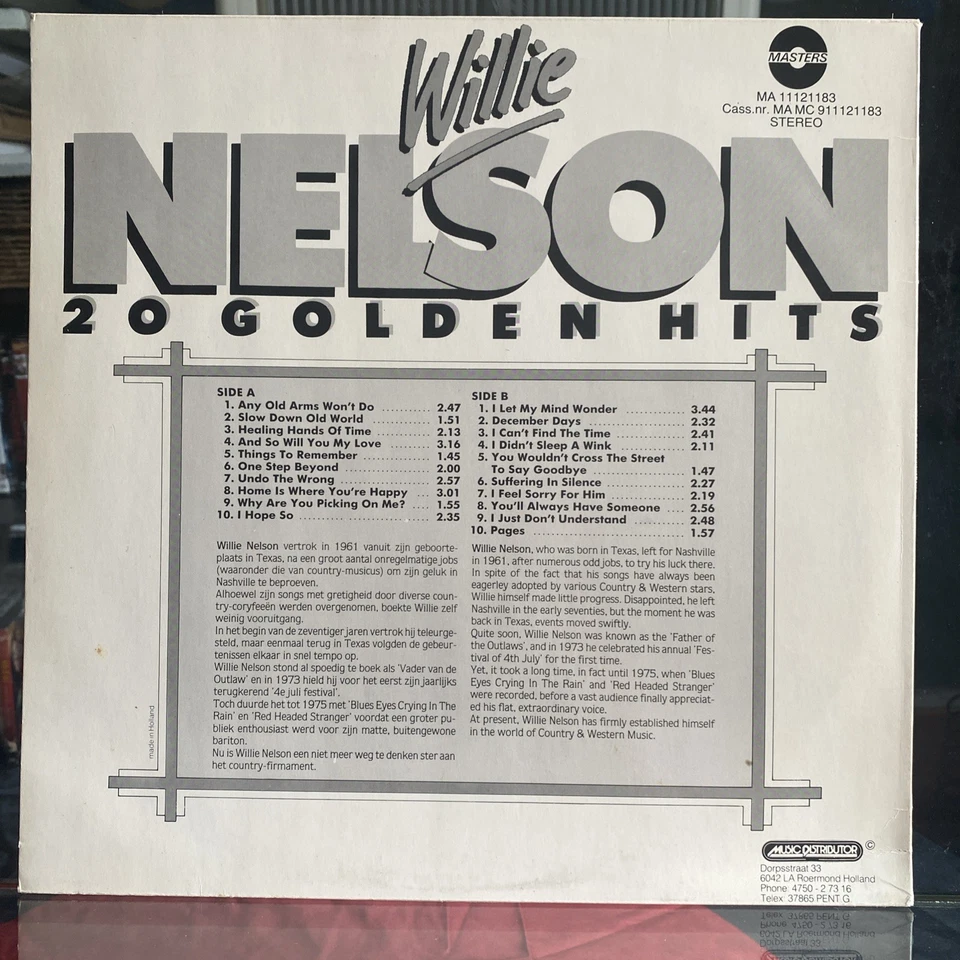 Willie
MASTERS
MA 11121183
Cass.nr. MA MC 911121183
STEREO
NELSON
20 GOLDEN HITS
SIDE A
1. Any Old Arms Won't Do .......... 2.47
2. Slow Down Old World .......... 1.51
3. Healing Hands Of Time .......... 2.13
4. And So Will You My Love ........ 3.16
5. Things To Remember .......... 1.45
6. One Step Beyond .......... 2.00
7. Undo The Wrong .......... 2.57
8. Home Is Where You're Happy ... 3.01
9. Why Are You Picking On Me? .... 1.55
10. I Hope So .......... 2.35
SIDE B
1. I Let My Mind Wonder .......... 3.44
2. December Days .......... 2.32
3. I Can't Find The Time .......... 2.41
4. I Didn't Sleep A Wink .......... 2.11
5. You Wouldn't Cross The Street
To Say Goodbye .......... 1.47
6. Suffering In Silence .......... 2.27
7. I Feel Sorry For Him .......... 2.19
8. You'll Always Have Someone .... 2.56
9. I Just Don't Understand .......... 2.48
10. Pages .......... 1.57
Willie Nelson vertrok in 1961 vanuit zijn geboorte-
plaats in Texas, na een groot aantal onregelmatige jobs
(waaronder die van country-musicus) om zijn geluk in
Nashville te beproeven.
Alhoewel zijn songs met gretigheid door diverse coun-
try-coryfeeën werden overgenomen, boekte Willie zelf
weinig vooruitgang.
In het begin van de zeventiger jaren vertrok hij teleurge-
steld, maar eenmaal terug in Texas volgden de gebeur-
tenissen elkaar in snel tempo op.
Willie Nelson stond al spoedig te boek als 'Vader van de
Outlaw' en in 1973 hield hij voor het eerst zijn jaarlijks
terugkerend '4e juli festival'.
Toch duurde het tot 1975 met 'Blues Eyes Crying In The
Rain' en 'Red Headed Stranger' voordat een groter pu-
bliek enthousiast werd voor zijn matte, buitengewone
bariton.
Nu is Willie Nelson een niet meer weg te denken ster aan
het country-firmament.
Willie Nelson, who was born in Texas, left for Nashville
in 1961, after numerous odd jobs, to try his luck there.
In spite of the fact that his songs have always been
eagerley adopted by various Country & Western stars,
Willie himself made little progress. Disappointed, he left
Nashville in the early seventies, but the moment he was
back in Texas, events moved swiftly.
Quite soon, Willie Nelson was known as the 'Father of
the Outlaws', and in 1973 he celebrated his annual 'Fes-
tival of 4th July' for the first time.
Yet, it took a long time, in fact until 1975, when 'Blues
Eyes Crying In The Rain' and 'Red Headed Stranger'
were recorded, before a vast audience finally appreciat-
ed his flat, extraordinary voice.
At present, Willie Nelson has firmly established himself
in the world of Country & Western Music.
made in Holland
MUSIC DISTRIBUTOR ©
Dorpsstraat 33
6042 LA Roermond Holland
Phone: 4750 - 2 73 16
Telex: 37865 PENT G.